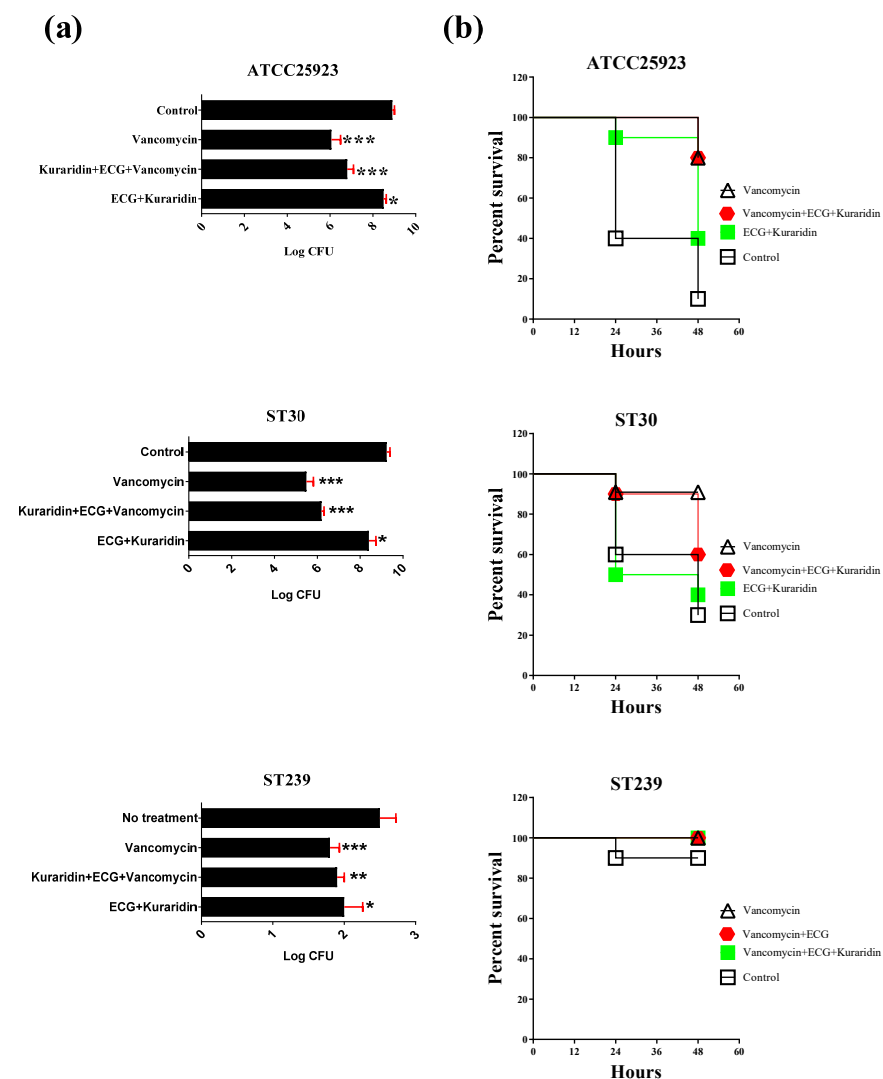 (a)
ATCC25923
Control
Vancomycin
***
Kuraridin+ECG+Vancomycin
***
ECG+Kuraridin
*
0 2 4 6 8 10
Log CFU
ST30
Control
Vancomycin
***
Kuraridin+ECG+Vancomycin
***
ECG+Kuraridin
*
0 2 4 6 8 10
Log CFU
ST239
No treatment
Vancomycin
***
Kuraridin+ECG+Vancomycin
**
ECG+Kuraridin
*
0 1 2 3
Log CFU
(b)
ATCC25923
Percent survival
120
100
80
60
40
20
0
0 12 24 36 48 60
Hours
Vancomycin
Vancomycin+ECG+Kuraridin
ECG+Kuraridin
Control
ST30
Percent survival
120
100
80
60
40
20
0
0 12 24 36 48 60
Hours
Vancomycin
Vancomycin+ECG+Kuraridin
ECG+Kuraridin
Control
ST239
Percent survival
120
100
80
60
40
20
0
0 12 24 36 48 60
Hours
Vancomycin
Vancomycin+ECG
Vancomycin+ECG+Kuraridin
Control